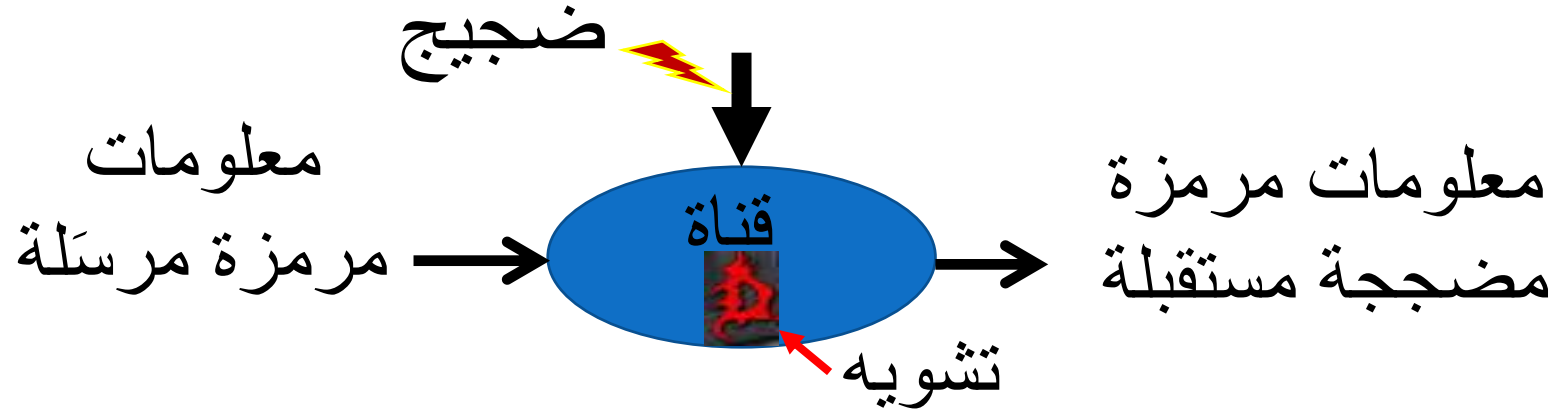 ضجيج
معلومات
مرمزة مرسَلة
قناة
D
تشويه
معلومات مرمزة
مضججة مستقبلة